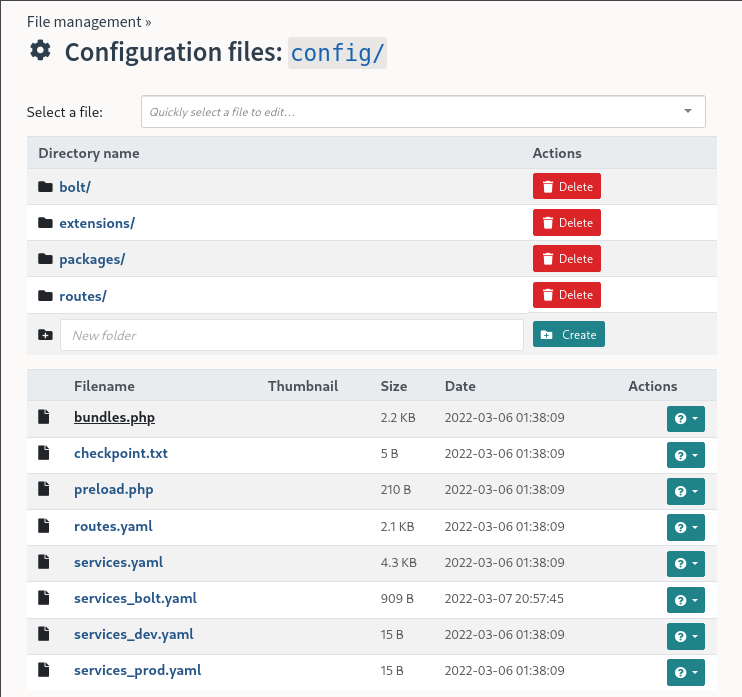 File management »
Configuration files: config/
Select a file: Quickly select a file to edit…
Directory name Actions
bolt/ Delete
extensions/ Delete
packages/ Delete
routes/ Delete
New folder Create
Filename Thumbnail Size Date Actions
bundles.php 2.2 KB 2022-03-06 01:38:09
checkpoint.txt 5 B 2022-03-06 01:38:09
preload.php 210 B 2022-03-06 01:38:09
routes.yaml 2.1 KB 2022-03-06 01:38:09
services.yaml 4.3 KB 2022-03-06 01:38:09
services_bolt.yaml 909 B 2022-03-07 20:57:45
services_dev.yaml 15 B 2022-03-06 01:38:09
services_prod.yaml 15 B 2022-03-06 01:38:09